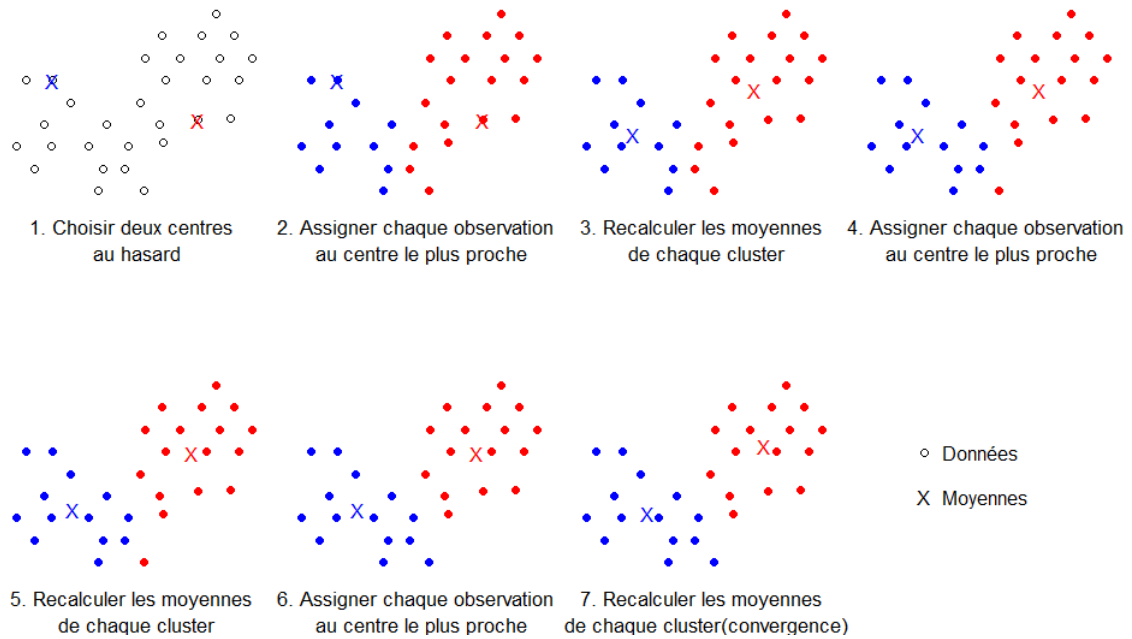 X
X
1. Choisir deux centres
au hasard
X
X
2. Assigner chaque observation
au centre le plus proche
X
X
3. Recalculer les moyennes
de chaque cluster
X
X
4. Assigner chaque observation
au centre le plus proche
X
X
5. Recalculer les moyennes
de chaque cluster
X
X
6. Assigner chaque observation
au centre le plus proche
X
X
7. Recalculer les moyennes
de chaque cluster(convergence)
Données
X Moyennes